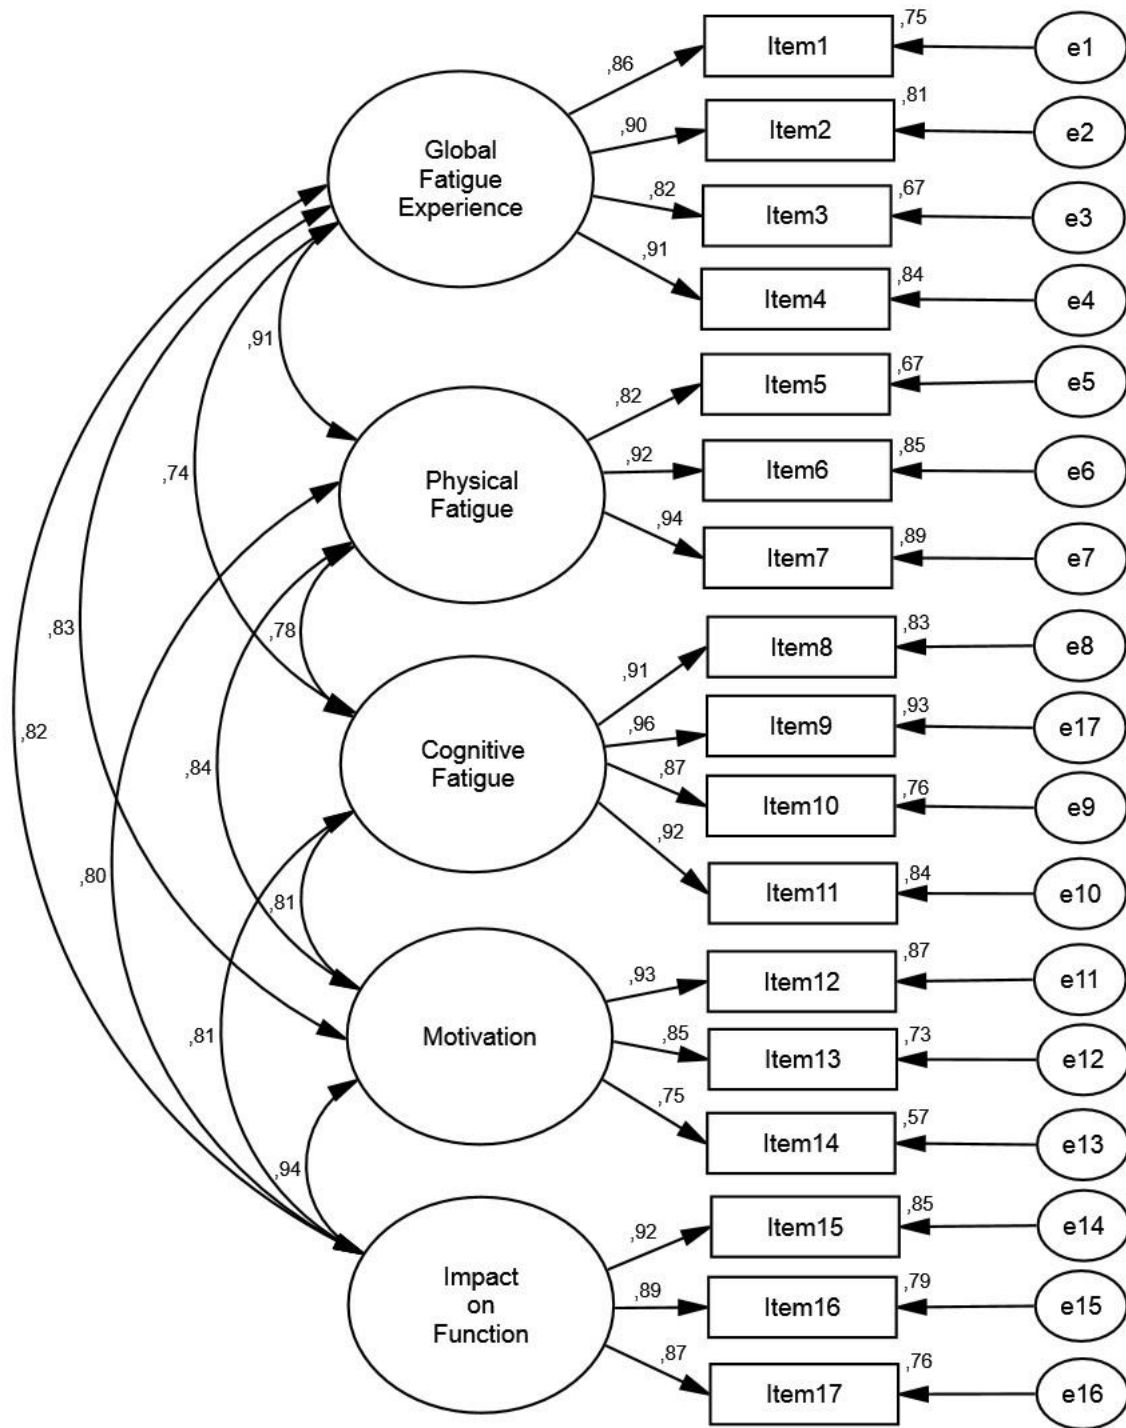 ,75
Item1
e1
,86
,81
Global
Fatigue
Experience
,90
Item2
e2
,67
,82
Item3
e3
,91
,84
Item4
e4
,91
,67
Item5
e5
,82
,85
Physical
Fatigue
,92
Item6
e6
,74
,94
,89
Item7
e7
,83
,78
,83
Item8
e8
,91
,93
,82
Cognitive
Fatigue
,96
Item9
e17
,84
,87
,76
Item10
e9
,92
,80
,81
,84
Item11
e10
,87
,93
Item12
e11
,81
Motivation
,85
,73
Item13
e12
,75
,57
Item14
e13
,94
,85
,92
Item15
e14
Impact
on
Function
,89
,79
Item16
e15
,87
,76
Item17
e16